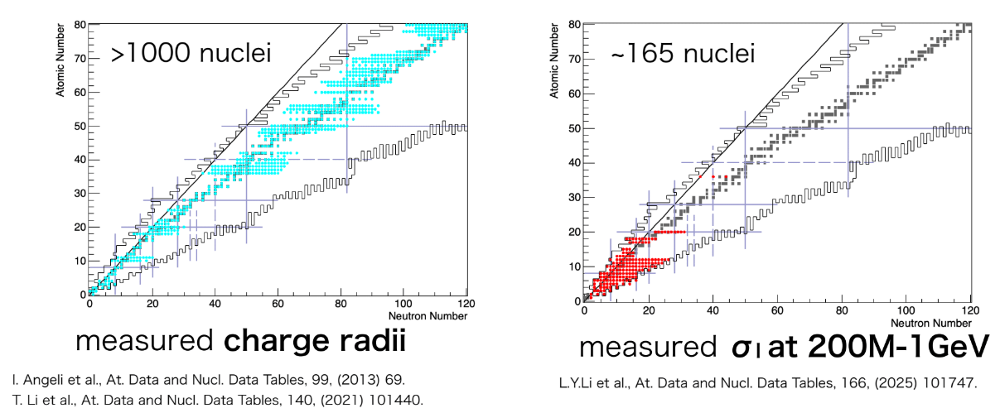 >1000 nuclei
Atomic Number
80
70
60
50
40
30
20
10
0
0 20 40 60 80 100 120
Neutron Number
measured charge radii
I. Angeli et al., At. Data and Nucl. Data Tables, 99, (2013) 69.
T. Li et al., At. Data and Nucl. Data Tables, 140, (2021) 101440.
~165 nuclei
Atomic Number
80
70
60
50
40
30
20
10
0
0 20 40 60 80 100 120
Neutron Number
measured σI at 200M-1GeV
L.Y.Li et al., At. Data and Nucl. Data Tables, 166, (2025) 101747.